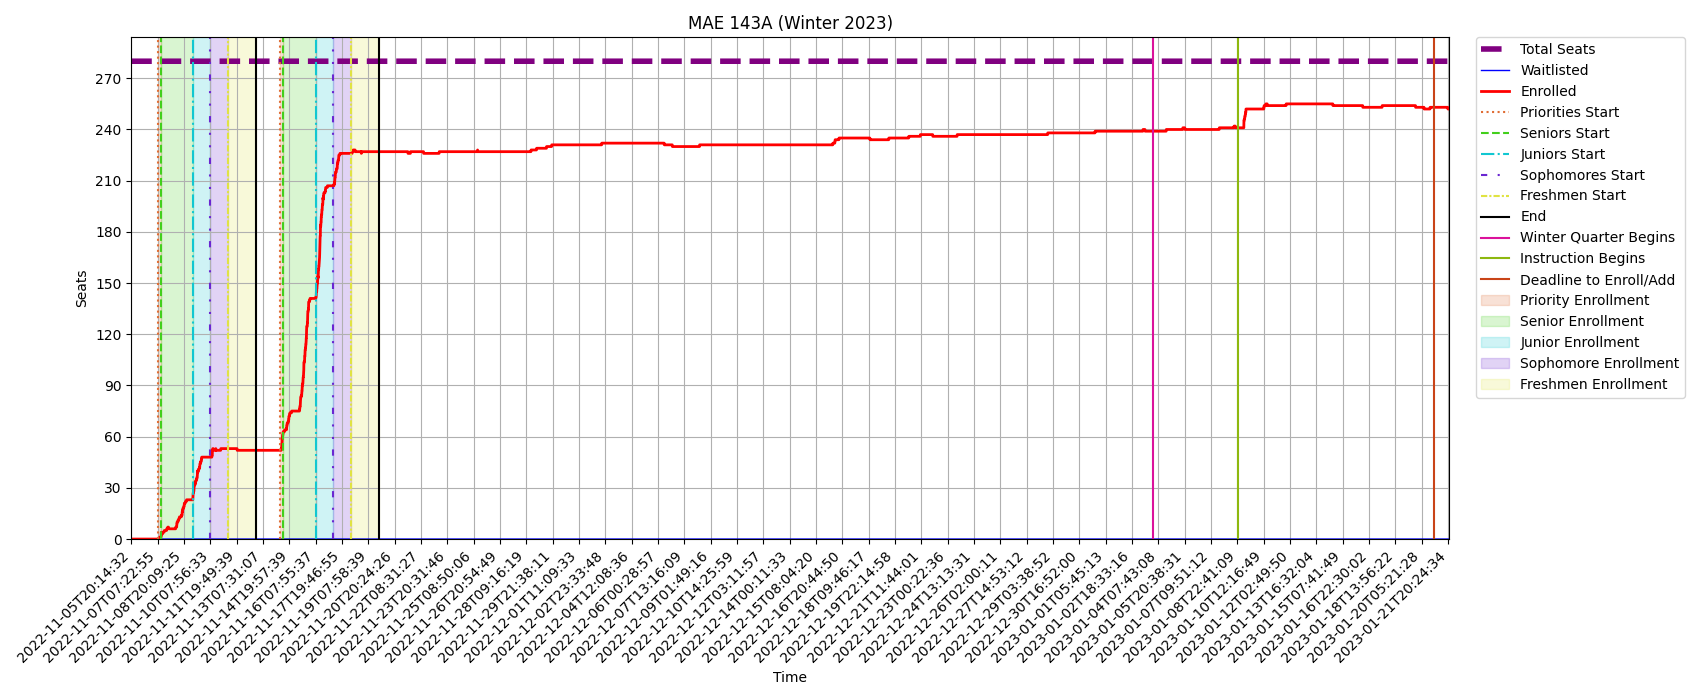 MAE 143A (Winter 2023)
Seats
270
240
210
180
150
120
90
60
30
0
2022-11-05T20:14:32
2022-11-07T07:22:55
2022-11-08T20:09:25
2022-11-10T07:56:33
2022-11-11T19:49:39
2022-11-13T07:31:07
2022-11-14T19:57:39
2022-11-16T07:55:37
2022-11-17T19:46:55
2022-11-19T07:58:39
2022-11-20T20:24:26
2022-11-22T08:31:27
2022-11-23T20:31:46
2022-11-25T08:50:06
2022-11-26T20:54:49
2022-11-28T09:16:19
2022-11-29T21:38:11
2022-12-01T11:09:33
2022-12-02T23:33:48
2022-12-04T12:08:36
2022-12-06T00:28:57
2022-12-07T13:16:09
2022-12-09T01:49:16
2022-12-10T14:25:59
2022-12-12T03:11:57
2022-12-14T00:11:33
2022-12-15T08:04:20
2022-12-16T20:44:50
2022-12-18T09:46:17
2022-12-19T22:14:58
2022-12-21T11:44:01
2022-12-23T00:22:36
2022-12-24T13:13:31
2022-12-26T02:00:11
2022-12-27T14:53:12
2022-12-29T03:38:52
2022-12-30T16:52:00
2023-01-01T05:45:13
2023-01-02T18:33:16
2023-01-04T07:43:08
2023-01-05T20:38:31
2023-01-07T09:51:12
2023-01-08T22:41:09
2023-01-10T12:16:49
2023-01-12T02:49:50
2023-01-13T16:32:04
2023-01-15T07:41:49
2023-01-16T22:30:02
2023-01-18T13:56:22
2023-01-20T05:21:28
2023-01-21T20:24:34
Time
Total Seats
Waitlisted
Enrolled
Priorities Start
Seniors Start
Juniors Start
Sophomores Start
Freshmen Start
End
Winter Quarter Begins
Instruction Begins
Deadline to Enroll/Add
Priority Enrollment
Senior Enrollment
Junior Enrollment
Sophomore Enrollment
Freshmen Enrollment